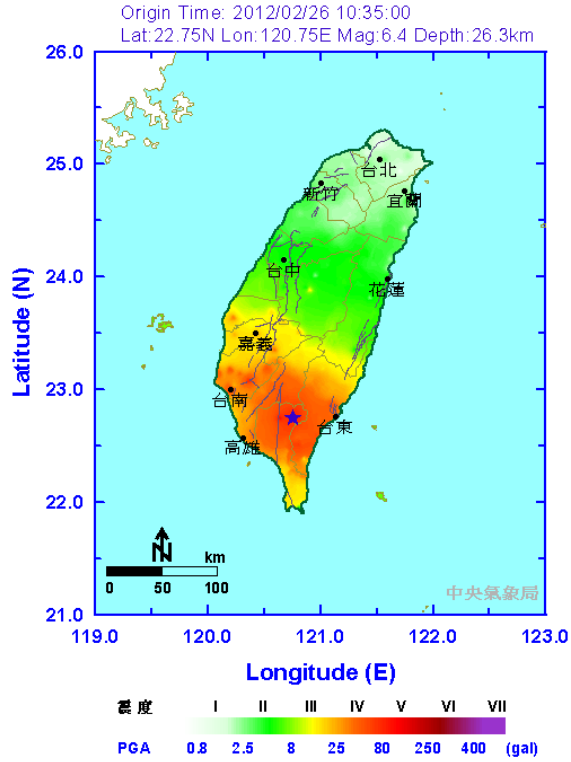 Origin Time: 2012/02/26 10:35:00
Lat:22.75N Lon:120.75E Mag:6.4 Depth:26.3km
26.0
25.0
24.0
23.0
22.0
21.0
Latitude (N)
台北
新竹
宜蘭
台中
花蓮
嘉義
台南
台東
高雄
N
km
0 50 100
中央氣象局
119.0 120.0 121.0 122.0 123.0
Longitude (E)
震度 I II III IV V VI VII
PGA 0.8 2.5 8 25 80 250 400 (gal)